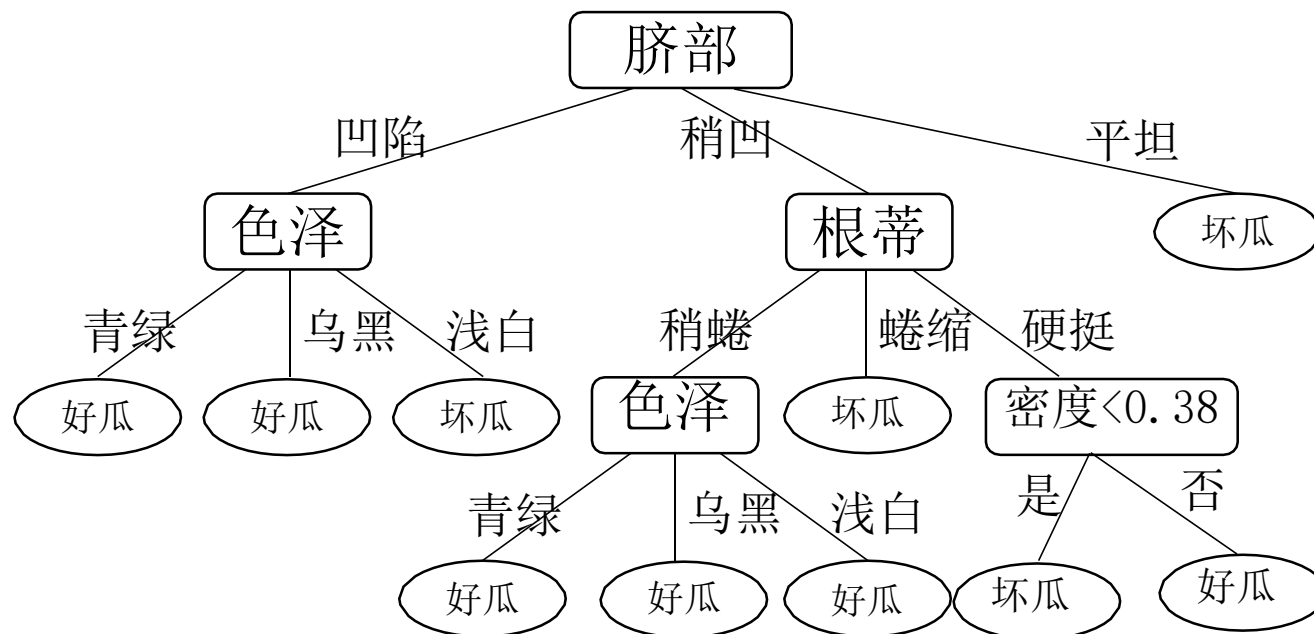 脐部
凹陷 稍凹 平坦
色泽 根蒂 坏瓜
青绿 乌黑 浅白 稍蜷 蜷缩 硬挺
好瓜 好瓜 坏瓜 色泽 坏瓜 密度<0.38
青绿 乌黑 浅白 是 否
好瓜 好瓜 好瓜 坏瓜 好瓜